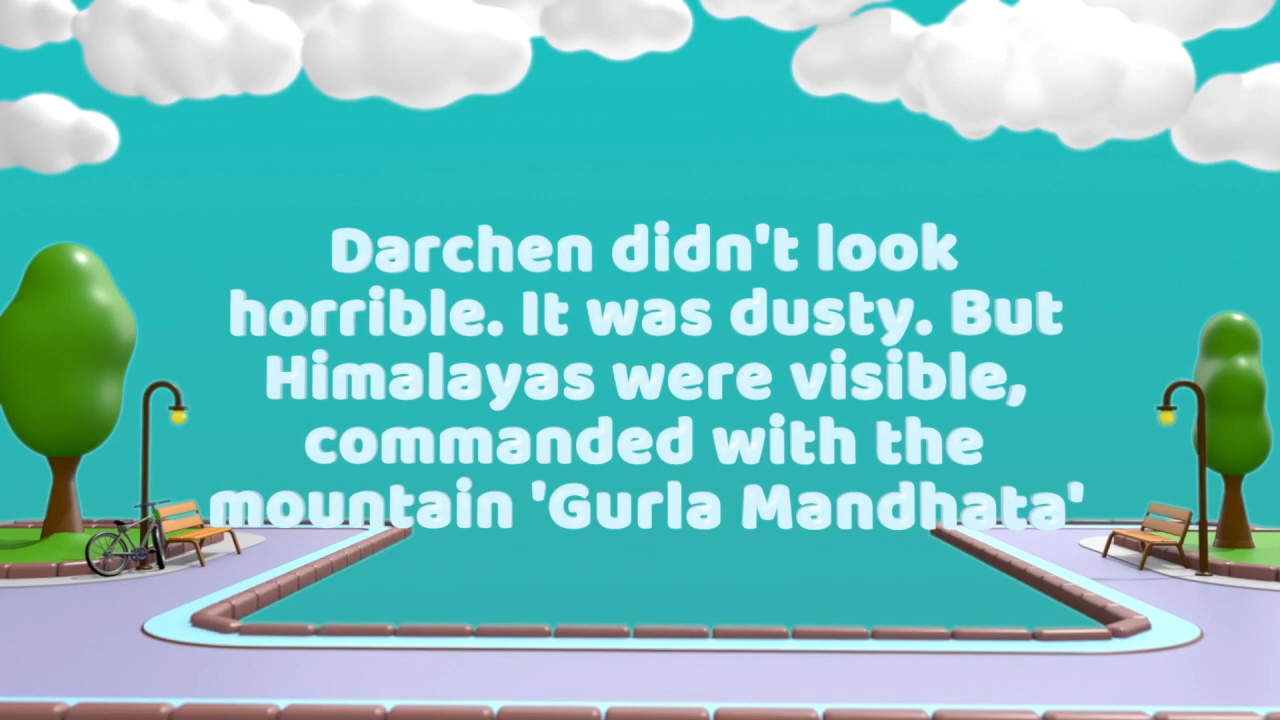 Darchen didn't look
horrible. It was dusty. But
Himalayas were visible,
commanded with the
mountain 'Gurla Mandhata'